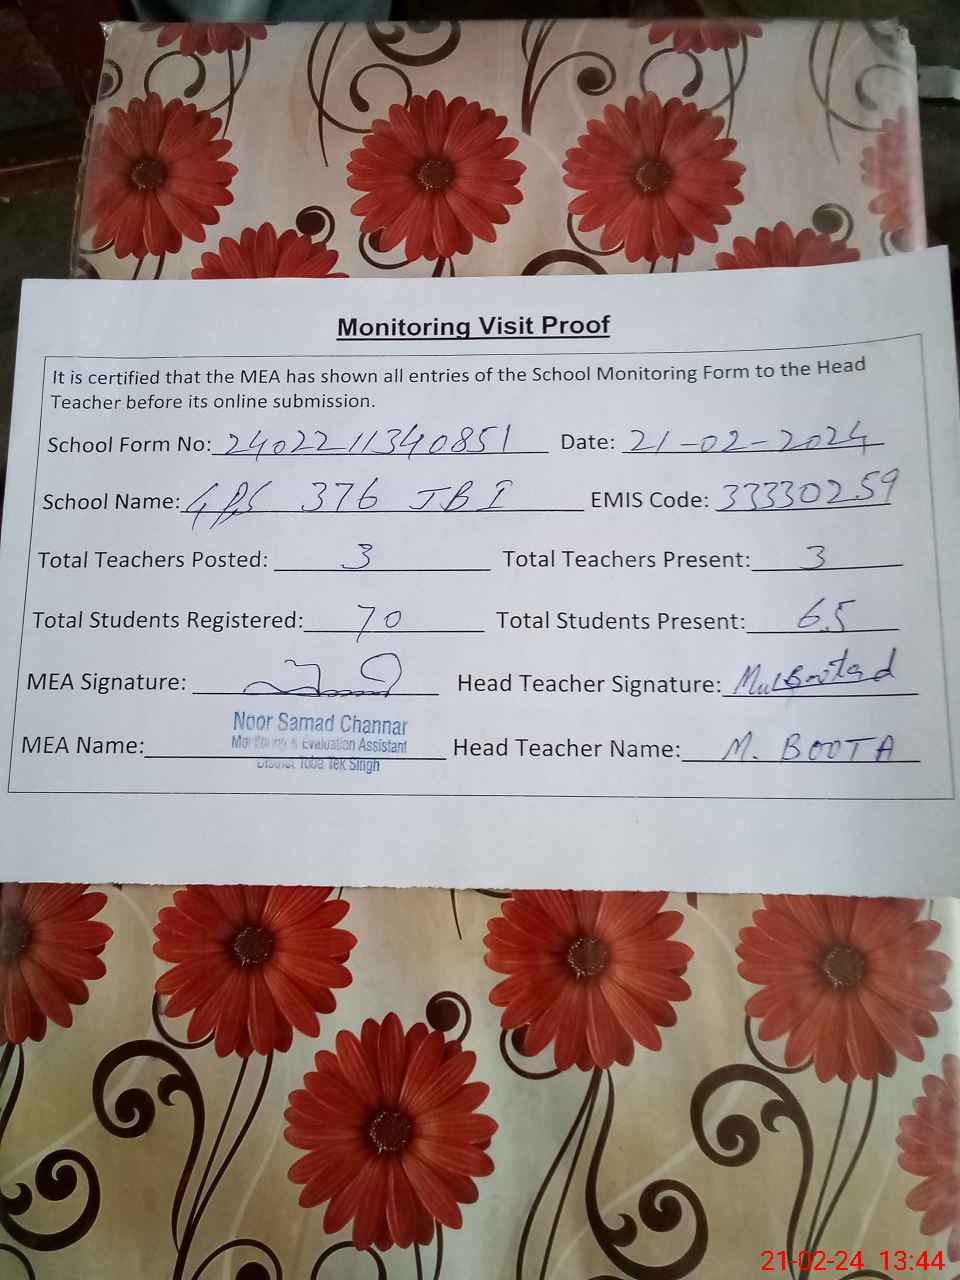 Monitoring Visit Proof
It is certified that the MEA has shown all entries of the School Monitoring Form to the Head
Teacher before its online submission.
School Form No: 2402211340851 Date: 21-02-2024
School Name: GPS 376 JB I EMIS Code: 33330259
Total Teachers Posted: 3 Total Teachers Present: 3
Total Students Registered: 70 Total Students Present: 65
MEA Signature: Head Teacher Signature:
Noor Samad Channar
Monitoring & Evaluation Assistant
MEA Name: Head Teacher Name: M. BOOTA
District Toba Tek Singh
21-02-24 13:44